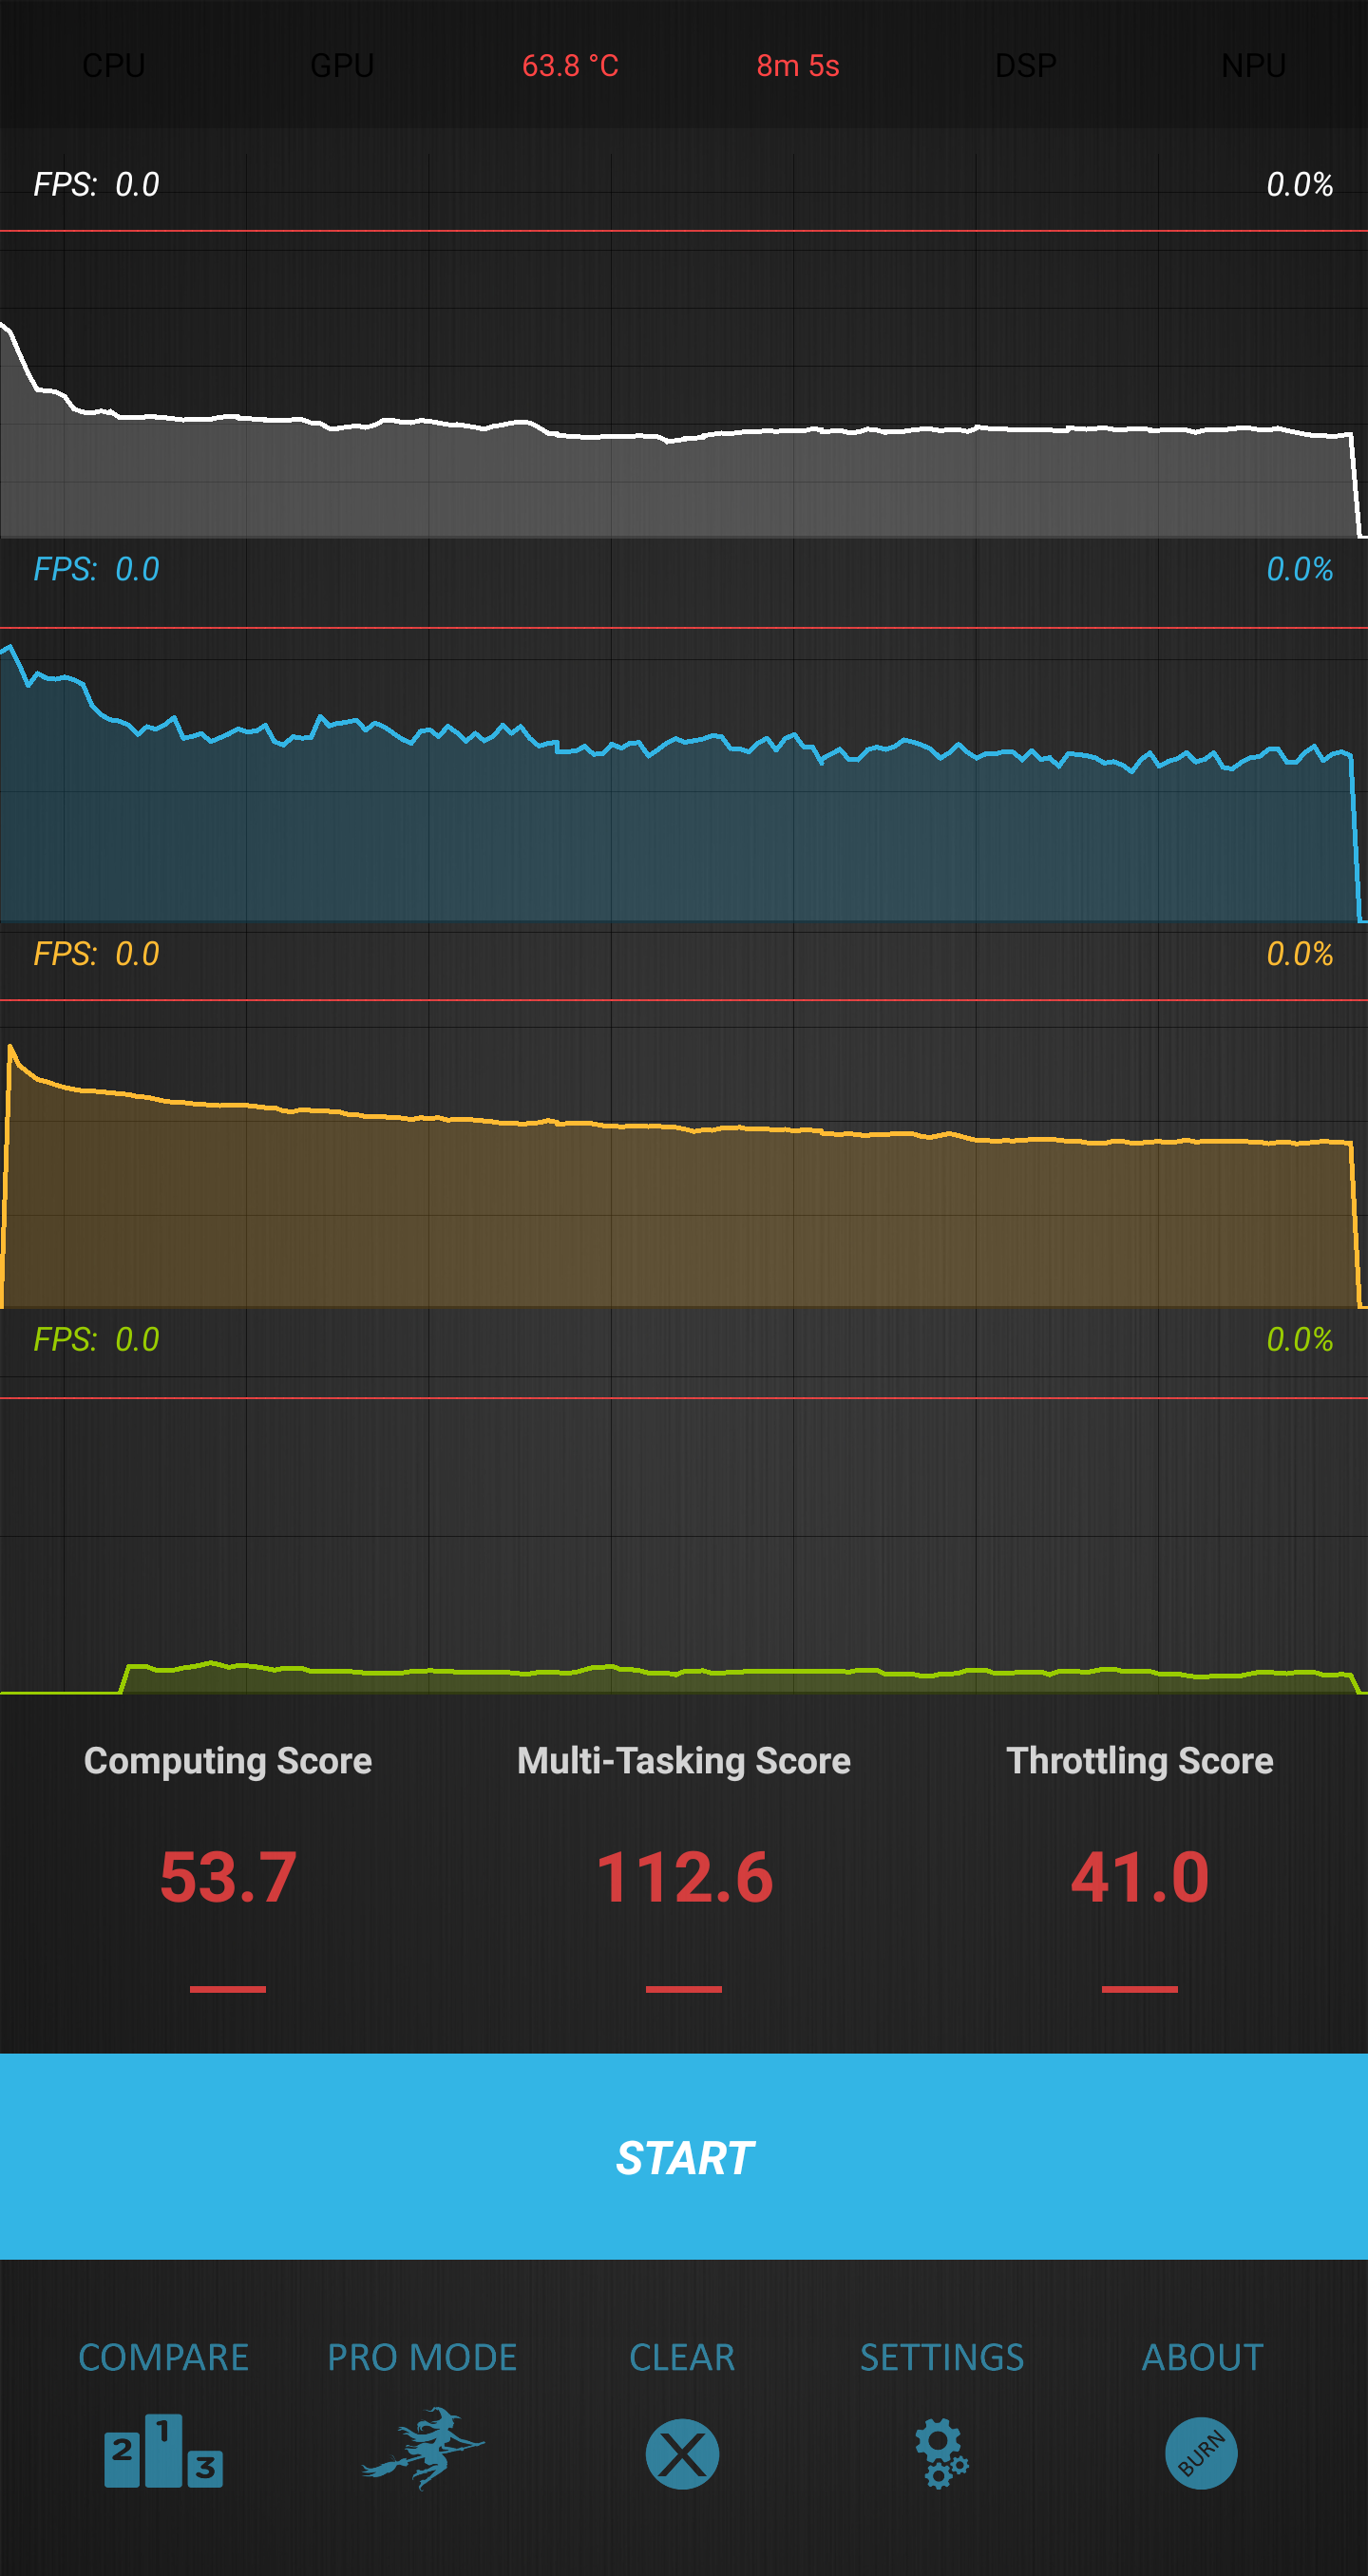 CPU GPU 63.8 °C 8m 5s DSP NPU
FPS: 0.0 0.0%
FPS: 0.0 0.0%
FPS: 0.0 0.0%
FPS: 0.0 0.0%
Computing Score Multi-Tasking Score Throttling Score
53.7 112.6 41.0
START
COMPARE PRO MODE CLEAR SETTINGS ABOUT
2 1 3 X BURN